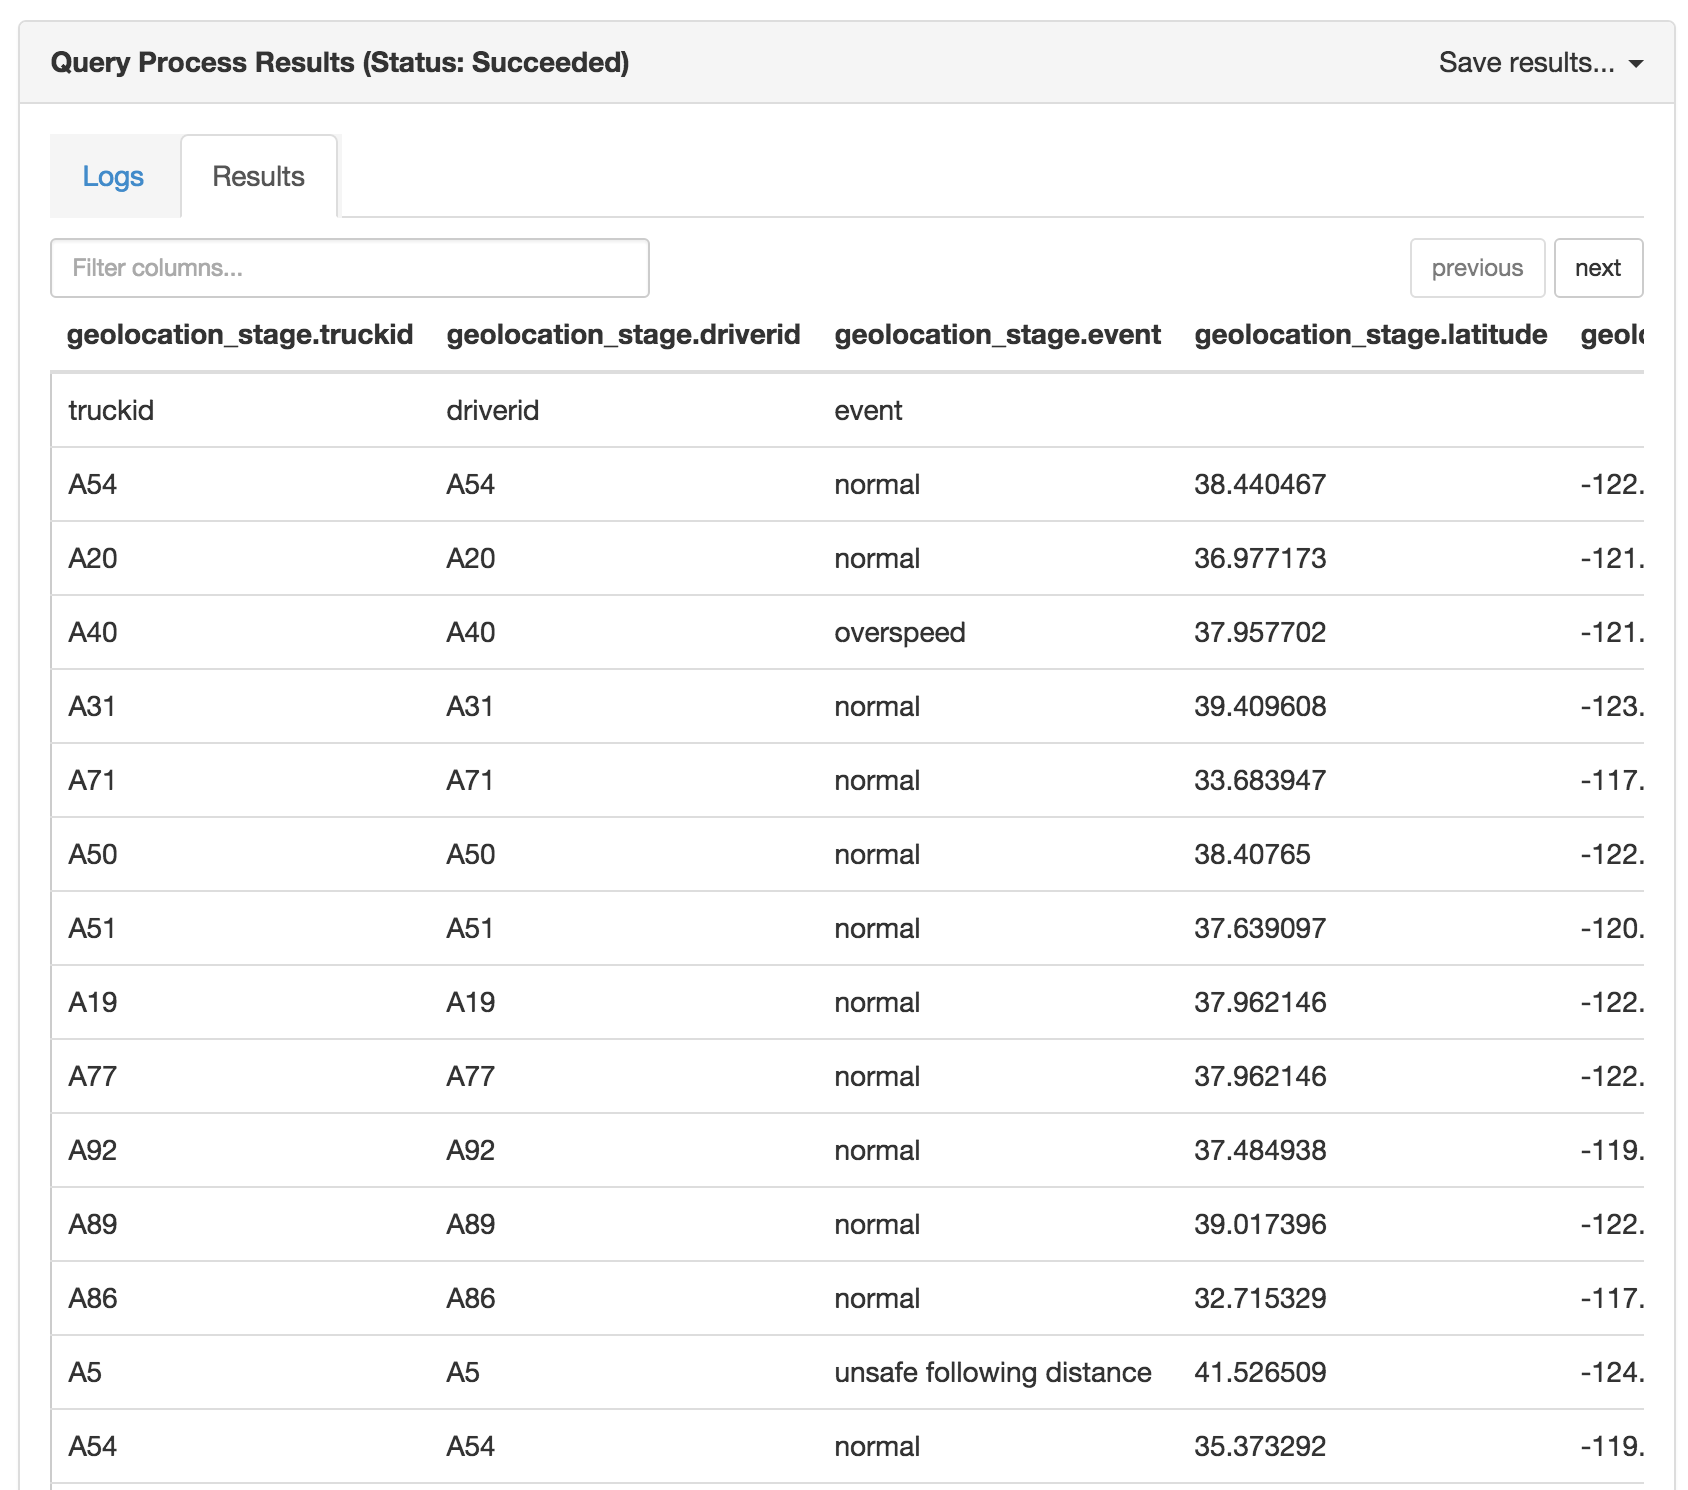 Query Process Results (Status: Succeeded) Save results...
Logs Results
Filter columns... previous next
geolocation_stage.truckid geolocation_stage.driverid geolocation_stage.event geolocation_stage.latitude
truckid driverid event
A54 A54 normal 38.440467 -122.
A20 A20 normal 36.977173 -121.
A40 A40 overspeed 37.957702 -121.
A31 A31 normal 39.409608 -123.
A71 A71 normal 33.683947 -117.
A50 A50 normal 38.40765 -122.
A51 A51 normal 37.639097 -120.
A19 A19 normal 37.962146 -122.
A77 A77 normal 37.962146 -122.
A92 A92 normal 37.484938 -119.
A89 A89 normal 39.017396 -122.
A86 A86 normal 32.715329 -117.
A5 A5 unsafe following distance 41.526509 -124.
A54 A54 normal 35.373292 -119.